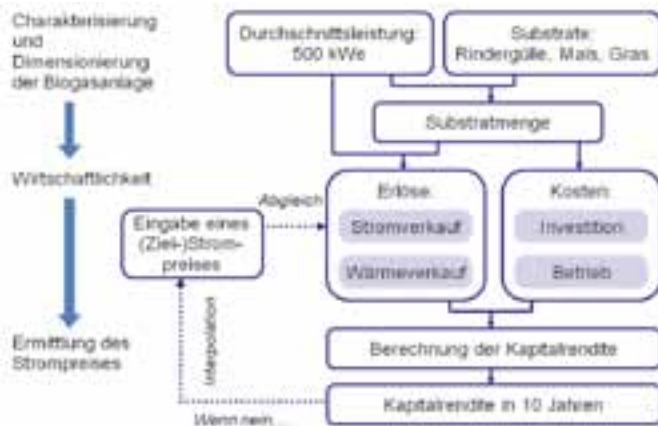 Charakterisierung
und
Dimensionierung
der Biogasanlage
Durchschnittsleistung:
500 kWe
Substrate:
Rindergülle, Mais, Gras
Substratmenge
Wirtschaftlichkeit
Abgleich
Eingabe eines
(Ziel-)Strom-
preises
Erlöse:
Stromverkauf
Wärmeverkauf
Kosten:
Investition
Betrieb
Interpolation
Ermittlung des
Strompreises
Berechnung der Kapitalrendite
Kapitalrendite in 10 Jahren
Wenn nein...